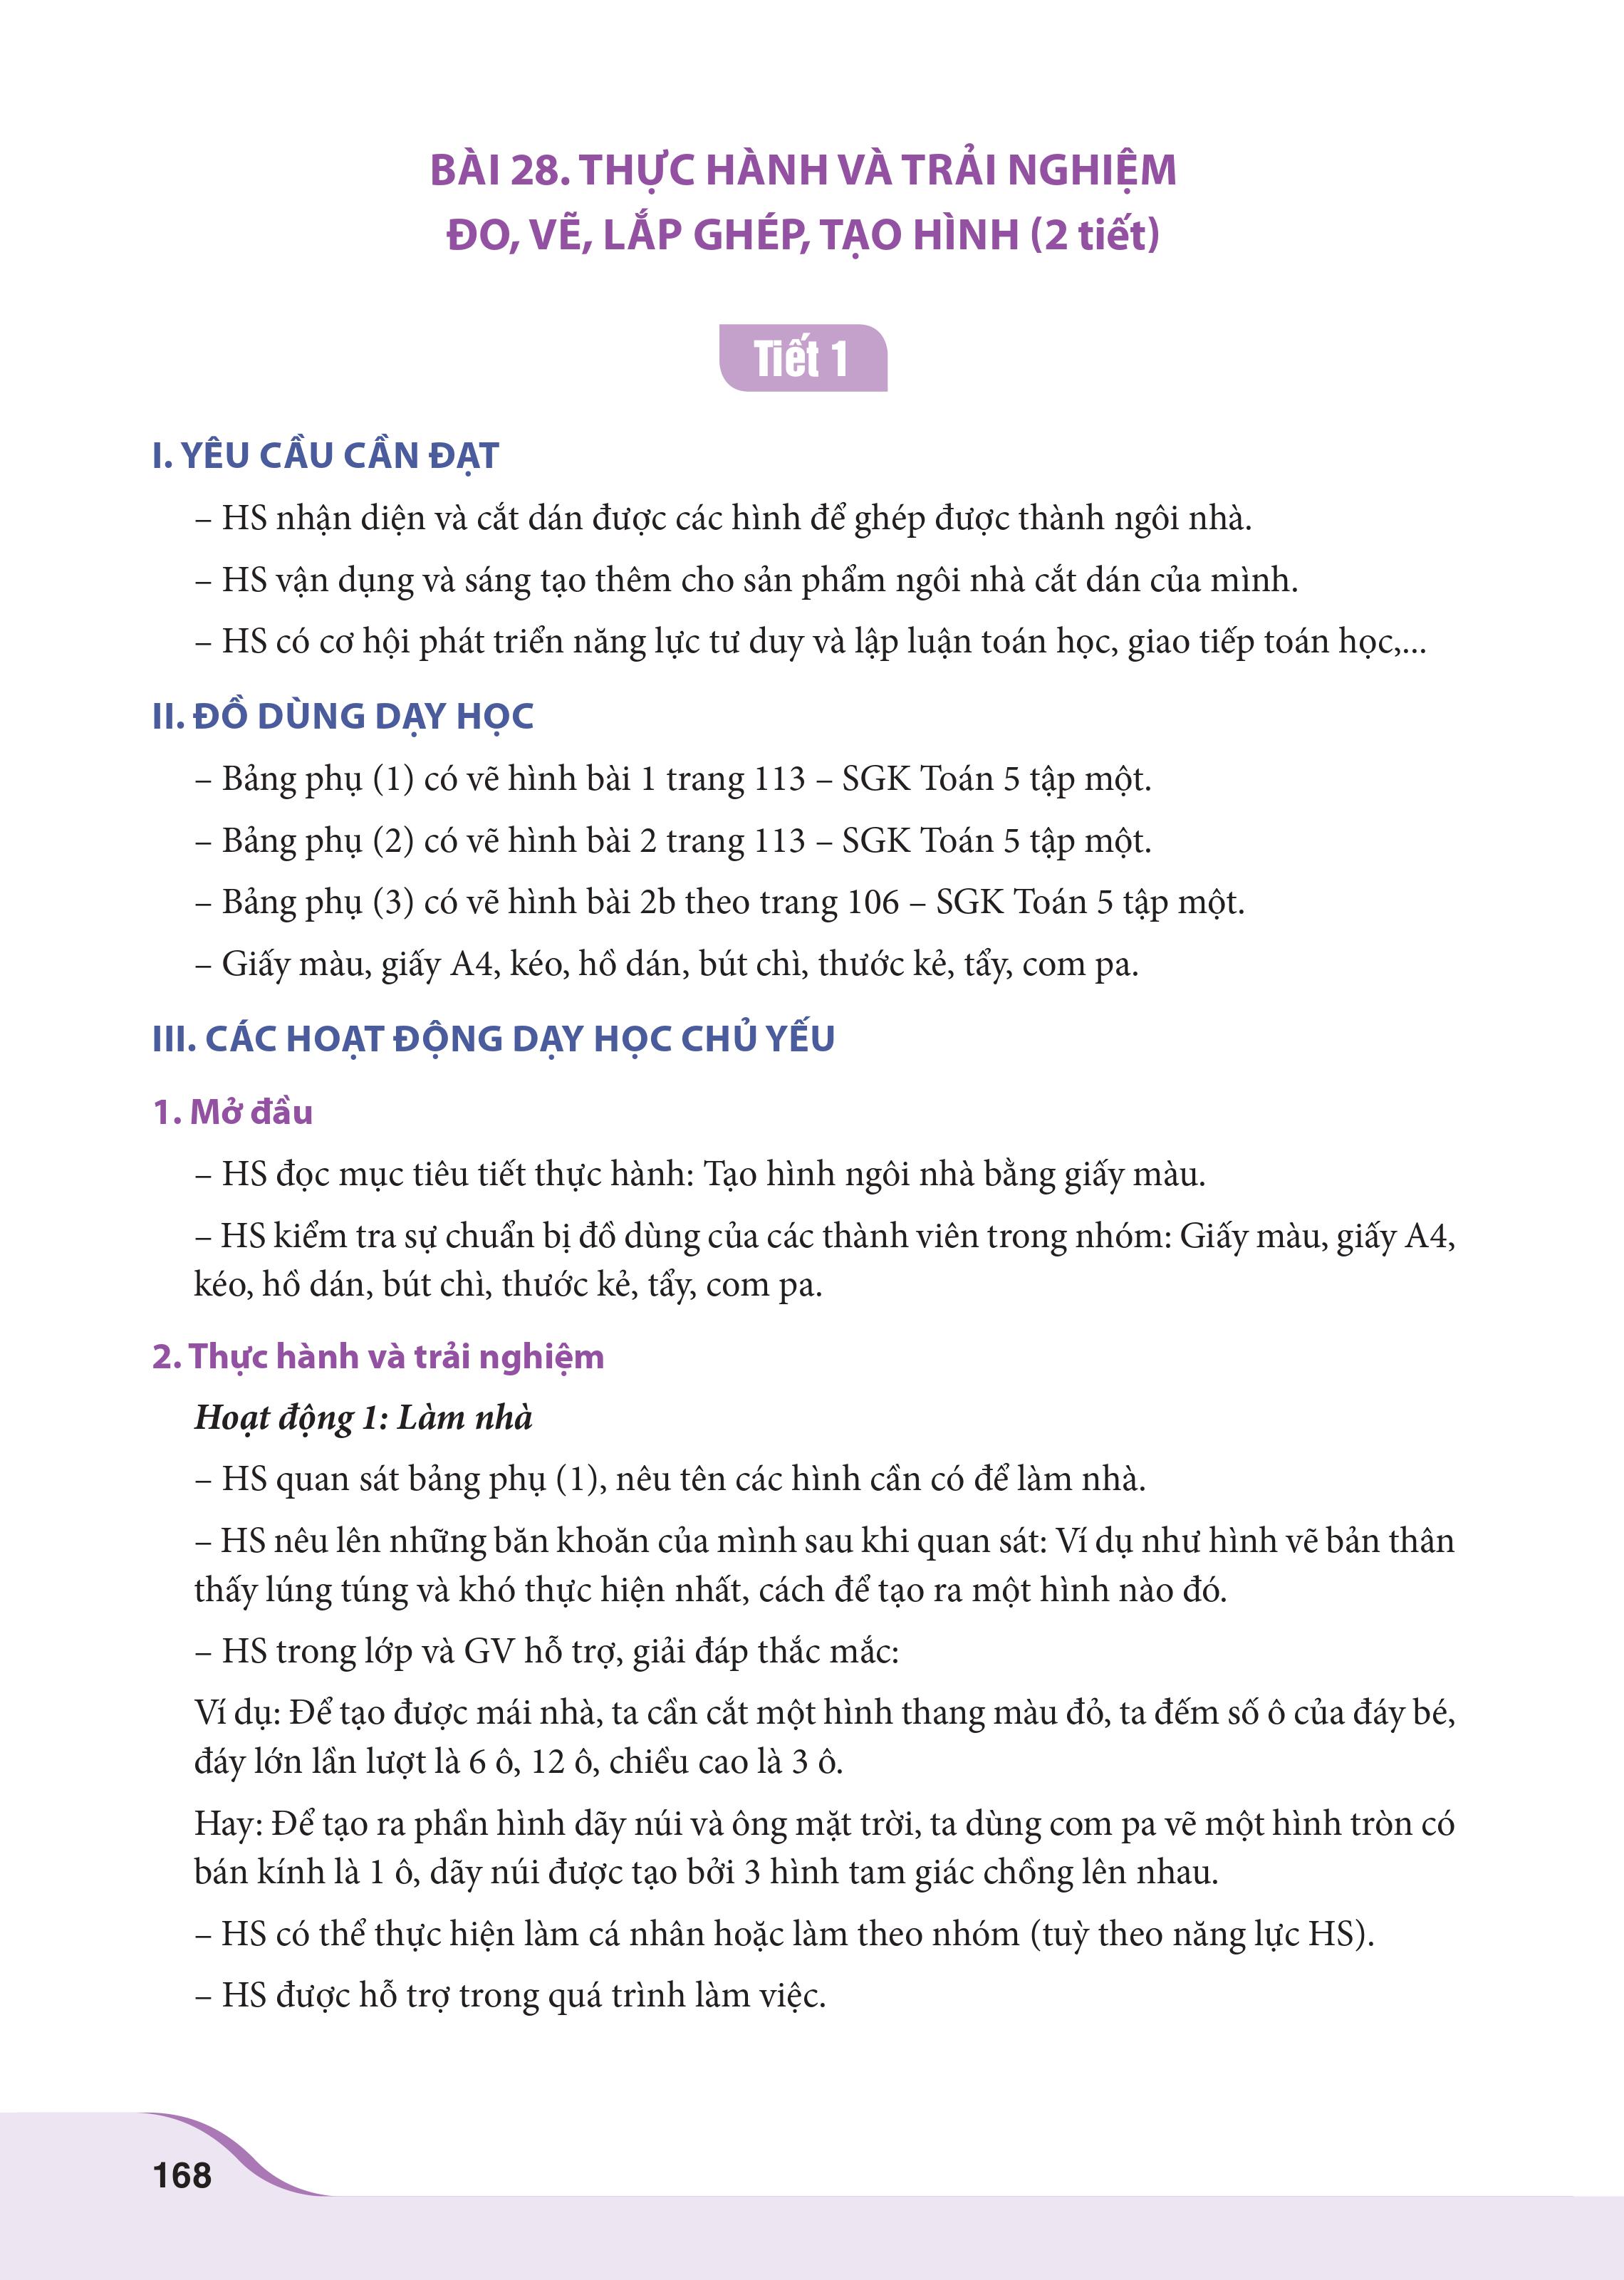 BÀI 28. THỰC HÀNH VÀ TRẢI NGHIỆM
ĐO, VẼ, LẮP GHÉP, TẠO HÌNH (2 tiết)
Tiết 1
I. YÊU CẦU CẦN ĐẠT
– HS nhận diện và cắt dán được các hình để ghép được thành ngôi nhà.
– HS vận dụng và sáng tạo thêm cho sản phẩm ngôi nhà cắt dán của mình.
– HS có cơ hội phát triển năng lực tư duy và lập luận toán học, giao tiếp toán học,...
II. ĐỒ DÙNG DẠY HỌC
– Bảng phụ (1) có vẽ hình bài 1 trang 113 – SGK Toán 5 tập một.
– Bảng phụ (2) có vẽ hình bài 2 trang 113 – SGK Toán 5 tập một.
– Bảng phụ (3) có vẽ hình bài 2b theo trang 106 – SGK Toán 5 tập một.
– Giấy màu, giấy A4, kéo, hồ dán, bút chì, thước kẻ, tẩy, com pa.
III. CÁC HOẠT ĐỘNG DẠY HỌC CHỦ YẾU
1. Mở đầu
– HS đọc mục tiêu tiết thực hành: Tạo hình ngôi nhà bằng giấy màu.
– HS kiểm tra sự chuẩn bị đồ dùng của các thành viên trong nhóm: Giấy màu, giấy A4,
kéo, hồ dán, bút chì, thước kẻ, tẩy, com pa.
2. Thực hành và trải nghiệm
Hoạt động 1: Làm nhà
– HS quan sát bảng phụ (1), nêu tên các hình cần có để làm nhà.
– HS nêu lên những băn khoăn của mình sau khi quan sát: Ví dụ như hình vẽ bản thân
thấy lúng túng và khó thực hiện nhất, cách để tạo ra một hình nào đó.
– HS trong lớp và GV hỗ trợ, giải đáp thắc mắc:
Ví dụ: Để tạo được mái nhà, ta cần cắt một hình thang màu đỏ, ta đếm số ô của đáy bé,
đáy lớn lần lượt là 6 ô, 12 ô, chiều cao là 3 ô.
Hay: Để tạo ra phần hình dãy núi và ông mặt trời, ta dùng com pa vẽ một hình tròn có
bán kính là 1 ô, dãy núi được tạo bởi 3 hình tam giác chồng lên nhau.
– HS có thể thực hiện làm cá nhân hoặc làm theo nhóm (tuỳ theo năng lực HS).
– HS được hỗ trợ trong quá trình làm việc.
168